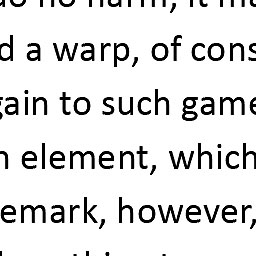 no harm, it
d a warp, of cons
gain to such game
n element, which
emark, however,